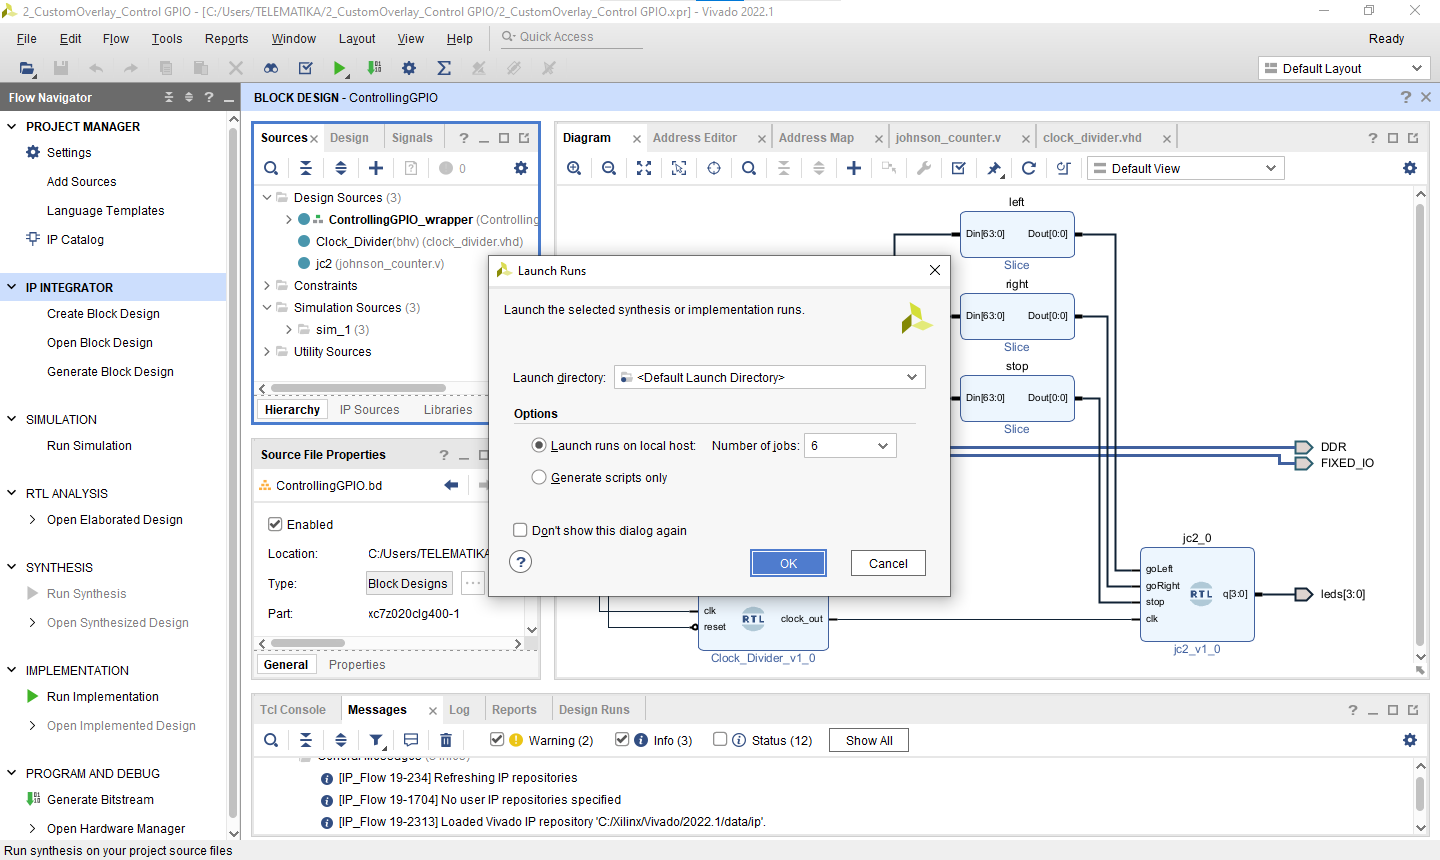 2_CustomOverlay_Control GPIO - [C:/Users/TELEMATIKA/2_CustomOverlay_Control GPIO/2_CustomOverlay_Control GPIO.xpr] - Vivado 2022.1
File Edit Flow Tools Reports Window Layout View Help Quick Access Ready
Default Layout
Flow Navigator
PROJECT MANAGER
Settings
Add Sources
Language Templates
IP Catalog
IP INTEGRATOR
Create Block Design
Open Block Design
Generate Block Design
SIMULATION
Run Simulation
RTL ANALYSIS
Open Elaborated Design
SYNTHESIS
Run Synthesis
Open Synthesized Design
IMPLEMENTATION
Run Implementation
Open Implemented Design
PROGRAM AND DEBUG
Generate Bitstream
Open Hardware Manager
Run synthesis on your project source files
BLOCK DESIGN - ControllingGPIO
Sources Design Signals
0
Design Sources (3)
ControllingGPIO_wrapper (Controlling
Clock_Divider(bhv) (clock_divider.vhd)
jc2 (johnson_counter.v)
Constraints
Simulation Sources (3)
sim_1 (3)
Utility Sources
Hierarchy IP Sources Libraries
Source File Properties
ControllingGPIO.bd
Enabled
Location: C:/Users/TELEMATIKA
Type: Block Designs
Part: xc7z020clg400-1
General Properties
Diagram Address Editor Address Map johnson_counter.v clock_divider.vhd
Default View
left
Din[63:0] Dout[0:0]
Slice
right
Din[63:0] Dout[0:0]
Slice
stop
Din[63:0] Dout[0:0]
Slice
DDR
FIXED_IO
jc2_0
goLeft
goRight
stop
clk
RTL
q[3:0]
leds[3:0]
jc2_v1_0
clk
reset
RTL
clock_out
Clock_Divider_v1_0
Launch Runs
Launch the selected synthesis or implementation runs.
Launch directory: <Default Launch Directory>
Options
Launch runs on local host: Number of jobs: 6
Generate scripts only
Don't show this dialog again
OK Cancel
Tcl Console Messages Log Reports Design Runs
Warning (2) Info (3) Status (12) Show All
General Messages (3 infos)
[IP_Flow 19-234] Refreshing IP repositories
[IP_Flow 19-1704] No user IP repositories specified
[IP_Flow 19-2313] Loaded Vivado IP repository 'C:/Xilinx/Vivado/2022.1/data/ip'.